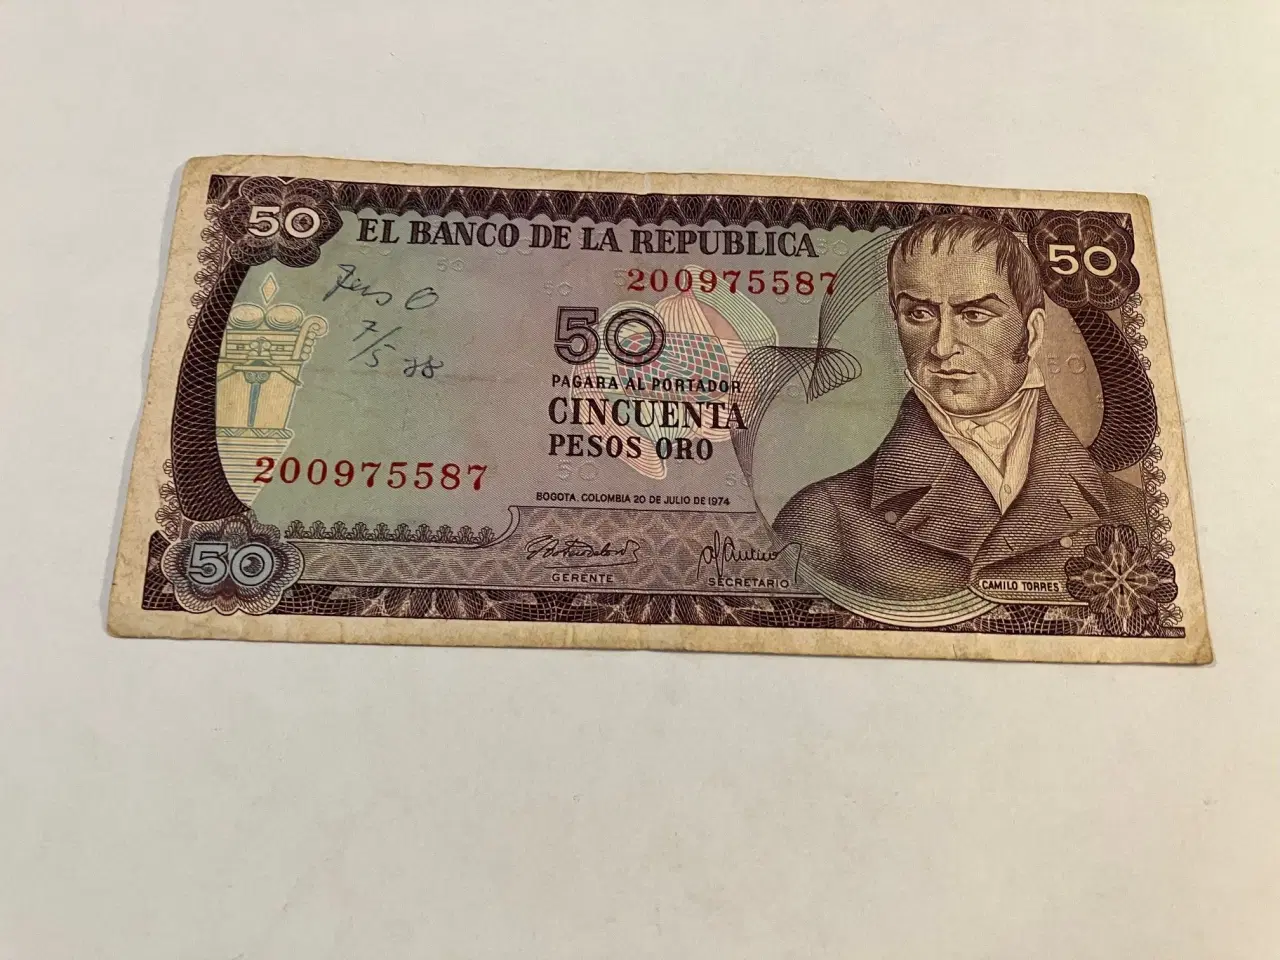 50
EL BANCO DE LA REPUBLICA
50
200975587
7/5 88
50
PAGARA AL PORTADOR
CINCUENTA
PESOS ORO
200975587
BOGOTA, COLOMBIA 20 DE JULIO DE 1974
50
GERENTE
SECRETARIO
CAMILO TORRES